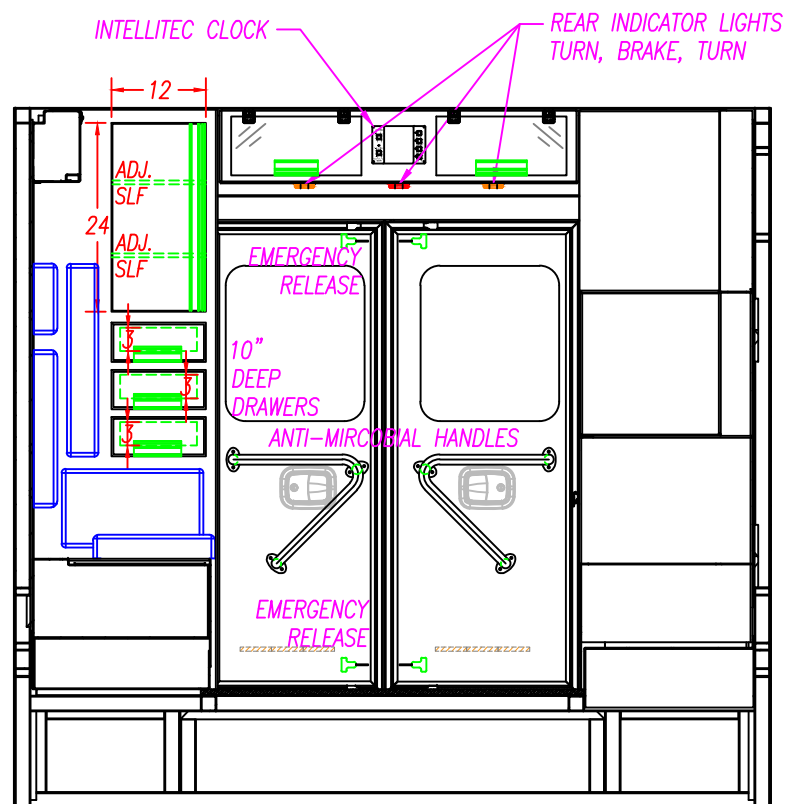 INTELLITEC CLOCK
REAR INDICATOR LIGHTS
TURN, BRAKE, TURN
12
ADJ.
SLF
24
ADJ.
SLF
EMERGENCY
RELEASE
3
10"
DEEP
DRAWERS
3
3
ANTI-MIRCOBIAL HANDLES
EMERGENCY
RELEASE